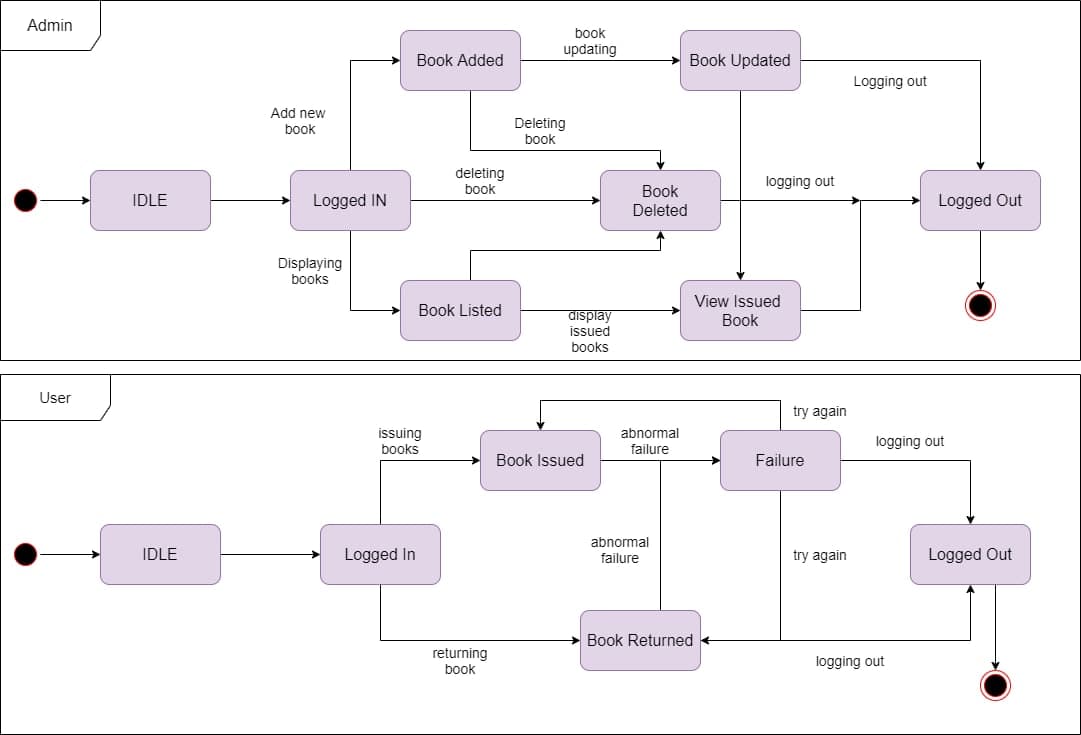 Admin
Book Added
book
updating
Book Updated
Logging out
Add new
book
Deleting
book
IDLE
Logged IN
deleting
book
Book
Deleted
logging out
Logged Out
Displaying
books
Book Listed
display
issued
books
View Issued
Book
User
issuing
books
Book Issued
abnormal
failure
Failure
try again
logging out
IDLE
Logged In
abnormal
failure
try again
Logged Out
returning
book
Book Returned
logging out